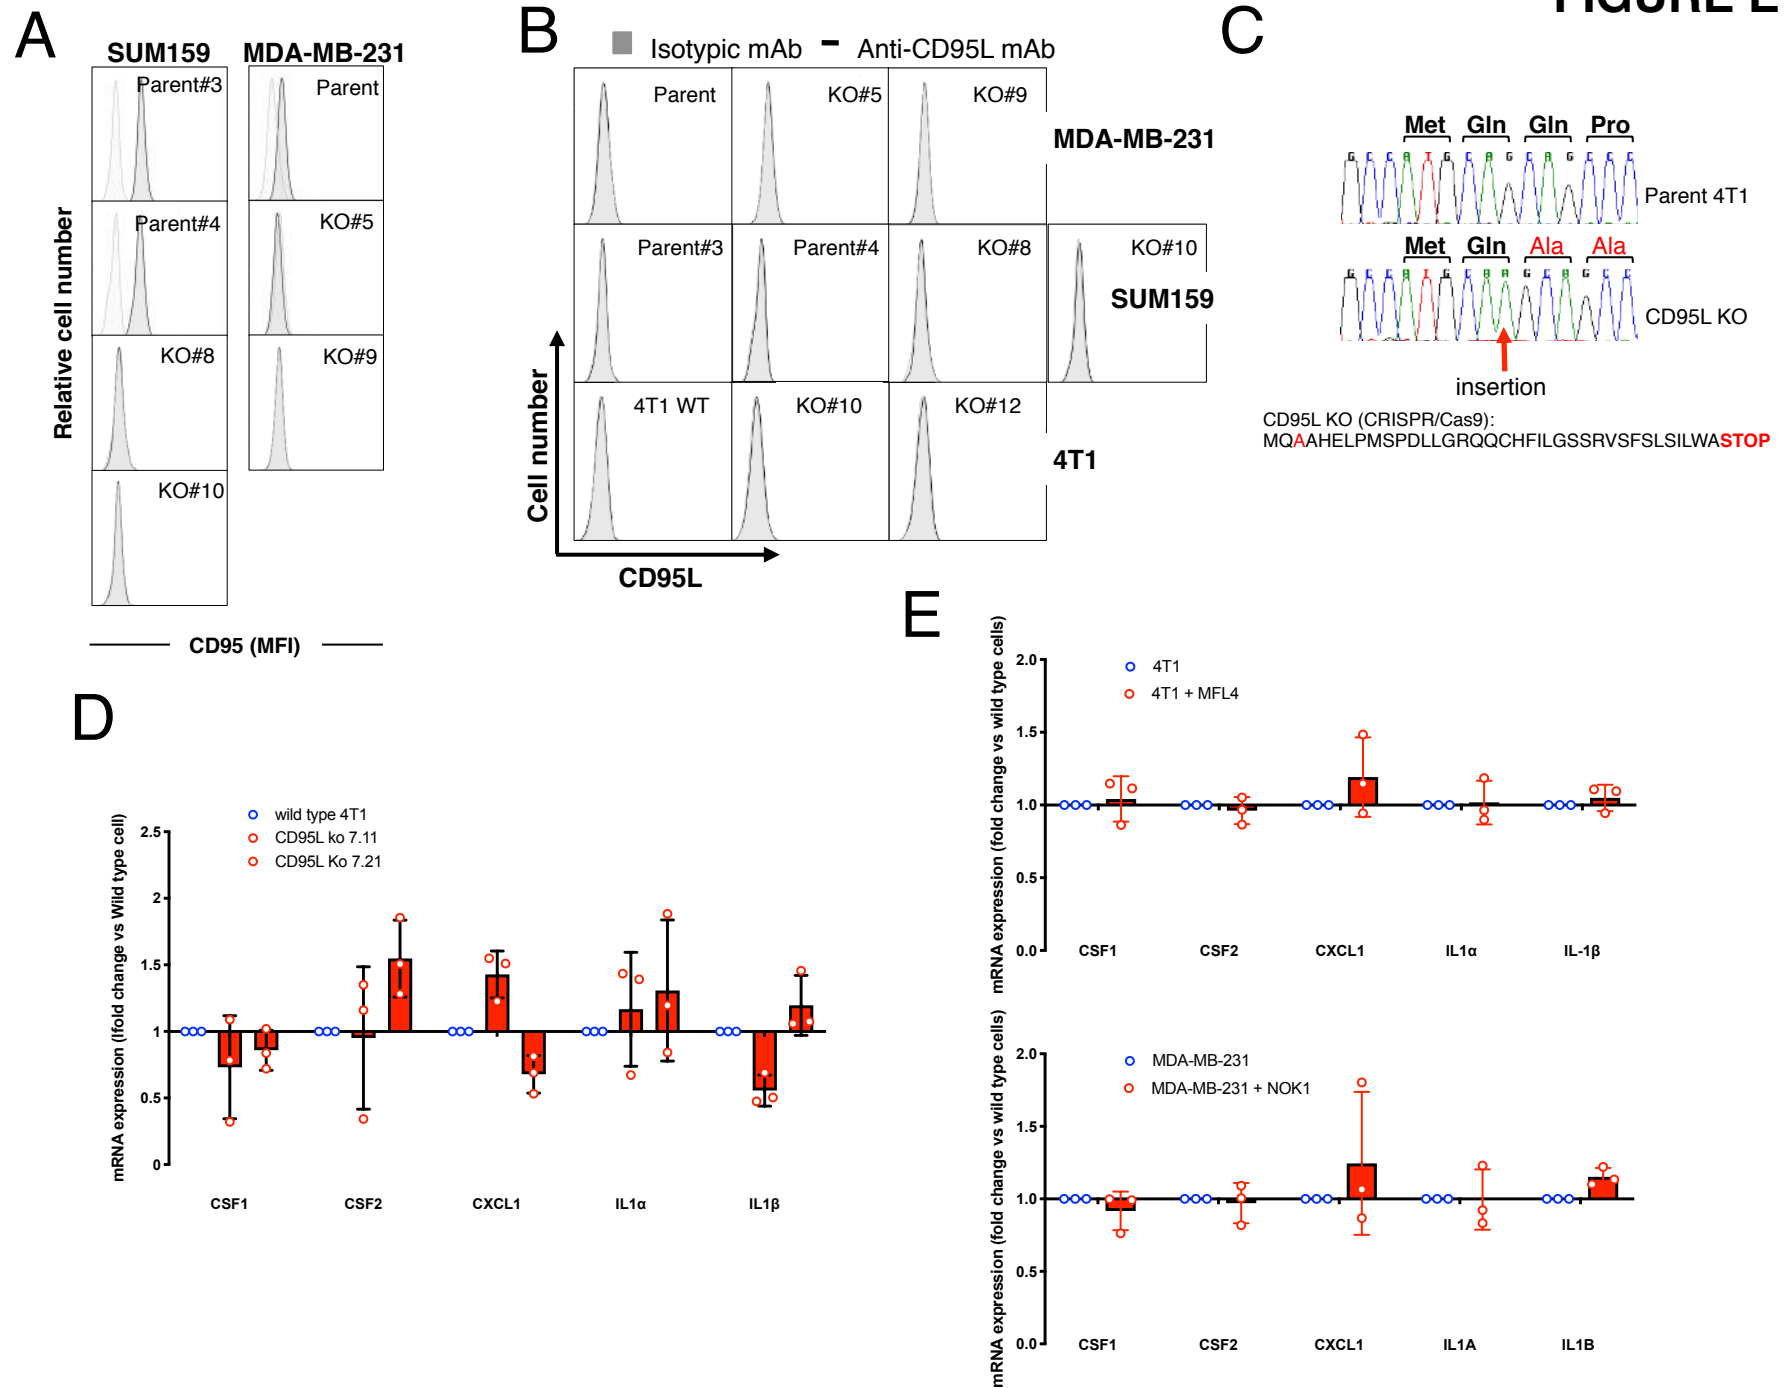 FIGURE E
A
SUM159
MDA-MB-231
Parent#3
Parent
Parent#4
KO#5
KO#8
KO#9
KO#10
Relative cell number
CD95 (MFI)
B
Isotypic mAb
Anti-CD95L mAb
Parent
KO#5
KO#9
MDA-MB-231
Parent#3
Parent#4
KO#8
KO#10
SUM159
4T1 WT
KO#10
KO#12
4T1
Cell number
CD95L
C
Met Gln Gln Pro
G C C A T G C A G C A G C C C
Parent 4T1
Met Gln Ala Ala
G C C A T G C A A G C A G C C
CD95L KO
insertion
CD95L KO (CRISPR/Cas9):
MQAAHELPMSPDLLGRQQCHFILGSSRVSFSLSILWASTOP
D
wild type 4T1
CD95L ko 7.11
CD95L Ko 7.21
mRNA expression (lfold change vs Wild type cell)
2.5
2
1.5
1
0.5
0
CSF1 CSF2 CXCL1 IL1α IL1β
E
4T1
4T1 + MFL4
mRNA expression (fold change vs wild type cells)
2.0
1.5
1.0
0.5
0.0
CSF1 CSF2 CXCL1 IL1α IL-1β
MDA-MB-231
MDA-MB-231 + NOK1
mRNA expression (fold change vs wild type cells)
2.0
1.5
1.0
0.5
0.0
CSF1 CSF2 CXCL1 IL1A IL1B